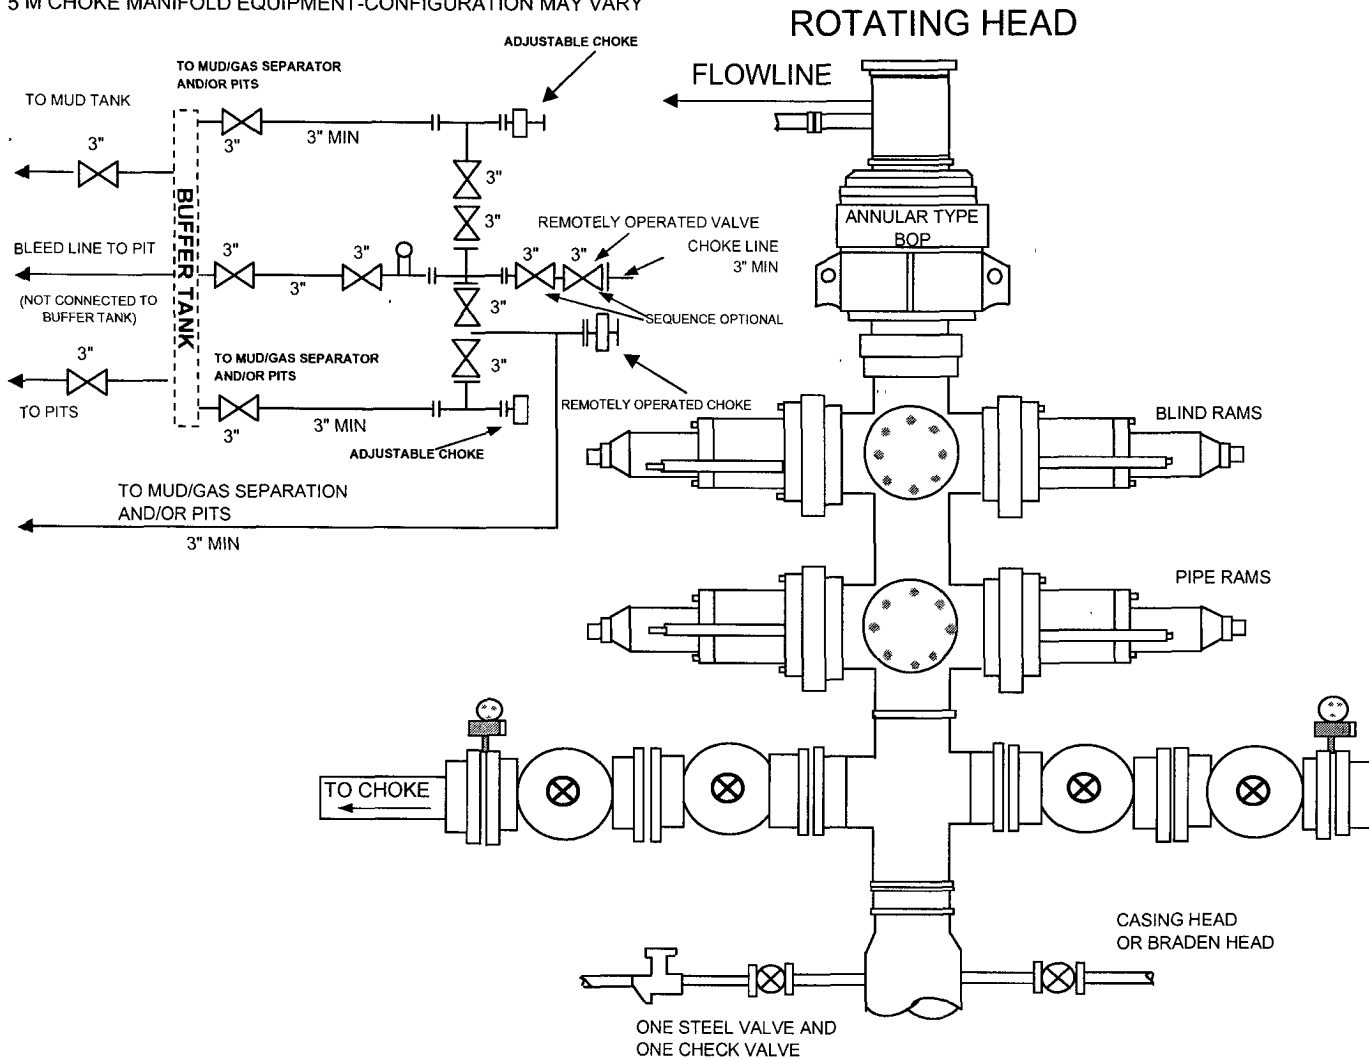 5 M CHOKE MANIFOLD EQUIPMENT-CONFIGURATION MAY VARY
ROTATING HEAD
ADJUSTABLE CHOKE
TO MUD/GAS SEPARATOR
AND/OR PITS
FLOWLINE
TO MUD TANK
3"
3"
3" MIN
3"
3"
BUFFER TANK
ANNULAR TYPE
BOP
REMOTELY OPERATED VALVE
CHOKE LINE
3" MIN
BLEED LINE TO PIT
3"
3"
3"
3"
3"
(NOT CONNECTED TO
BUFFER TANK)
3"
SEQUENCE OPTIONAL
3"
TO MUD/GAS SEPARATOR
AND/OR PITS
3"
TO PITS
3"
3" MIN
REMOTELY OPERATED CHOKE
ADJUSTABLE CHOKE
BLIND RAMS
TO MUD/GAS SEPARATION
AND/OR PITS
3" MIN
PIPE RAMS
TO CHOKE
CASING HEAD
OR BRADEN HEAD
ONE STEEL VALVE AND
ONE CHECK VALVE